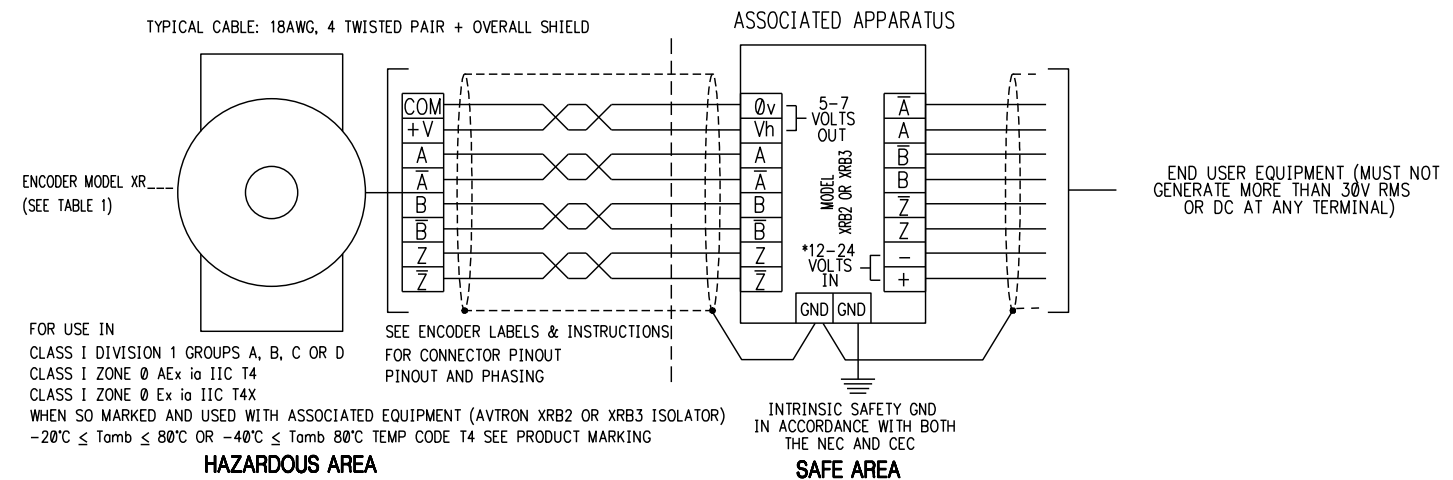 TYPICAL CABLE: 18AWG, 4 TWISTED PAIR + OVERALL SHIELD
ASSOCIATED APPARATUS
ENCODER MODEL XR___
(SEE TABLE 1)
COM
+V
A
A̅
B
B̅
Z
Z̅
0v
Vh
A
A̅
B
B̅
Z
Z̅
5-7
VOLTS
OUT
MODEL
XRB2 OR XRB3
*12-24
VOLTS
IN
A̅
A
B̅
B
Z̅
Z
-
+
GND
GND
END USER EQUIPMENT (MUST NOT
GENERATE MORE THAN 30V RMS
OR DC AT ANY TERMINAL)
FOR USE IN
CLASS I DIVISION 1 GROUPS A, B, C OR D
CLASS I ZONE 0 AEx ia IIC T4
CLASS I ZONE 0 Ex ia IIC T4X
WHEN SO MARKED AND USED WITH ASSOCIATED EQUIPMENT (AVTRON XRB2 OR XRB3 ISOLATOR)
-20°C ≤ Tamb ≤ 80°C OR -40°C ≤ Tamb 80°C TEMP CODE T4 SEE PRODUCT MARKING
HAZARDOUS AREA
SEE ENCODER LABELS & INSTRUCTIONS
FOR CONNECTOR PINOUT
PINOUT AND PHASING
INTRINSIC SAFETY GND
IN ACCORDANCE WITH BOTH
THE NEC AND CEC
SAFE AREA